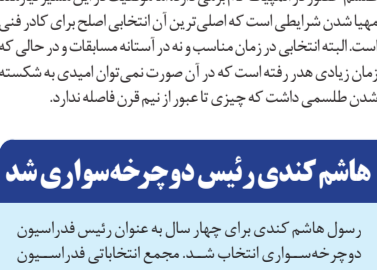 مهیا شدن شرایطی است که اصلی‌ترین آن انتخابی اصلح برای کادر فنی
است. البته انتخابی در زمان مناسب و نه در آستانه مسابقات و در حالی که
زمان زیادی هدر رفته است که در آن صورت نمی‌توان امیدی به شکسته
شدن طلسمی داشت که چیزی تا عبور از نیم قرن فاصله ندارد.
هاشم کندی رئیس دوچرخه‌سواری شد
رسول هاشم کندی برای چهار سال به عنوان رئیس فدراسیون
دوچرخه‌ســواری انتخاب شــد. مجمع انتخاباتی فدراســیون